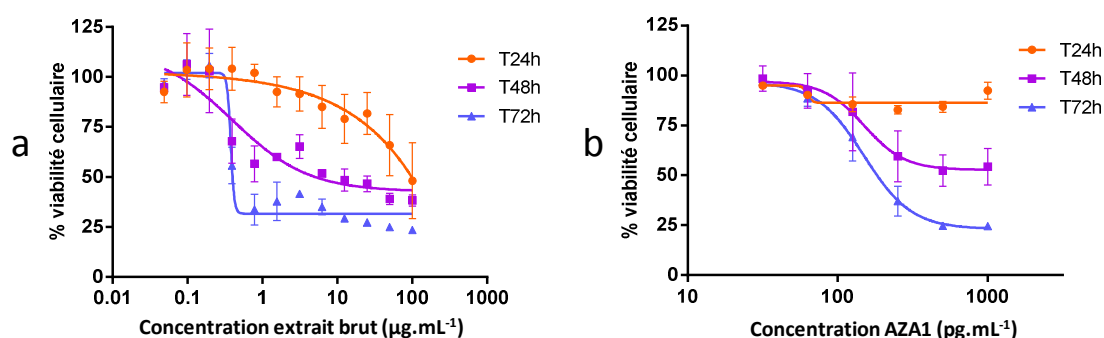 a
% viabilité cellulaire
125
100
75
50
25
0
0.01
0.1
1
10
100
1000
Concentration extrait brut (µg.mL⁻¹)
T24h
T48h
T72h
b
% viabilité cellulaire
125
100
75
50
25
0
10
100
1000
Concentration AZA1 (pg.mL⁻¹)
T24h
T48h
T72h